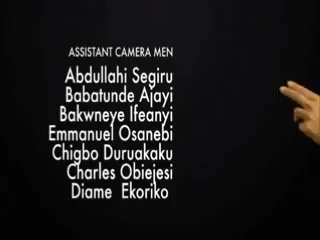 ASSISTANT CAMERA MEN
Abdullahi Segiru
Babatunde Ajayi
Bakwneye Ifeanyi
Emmanuel Osanebi
Chigbo Duruakaku
Charles Obiejesi
Diame Ekoriko